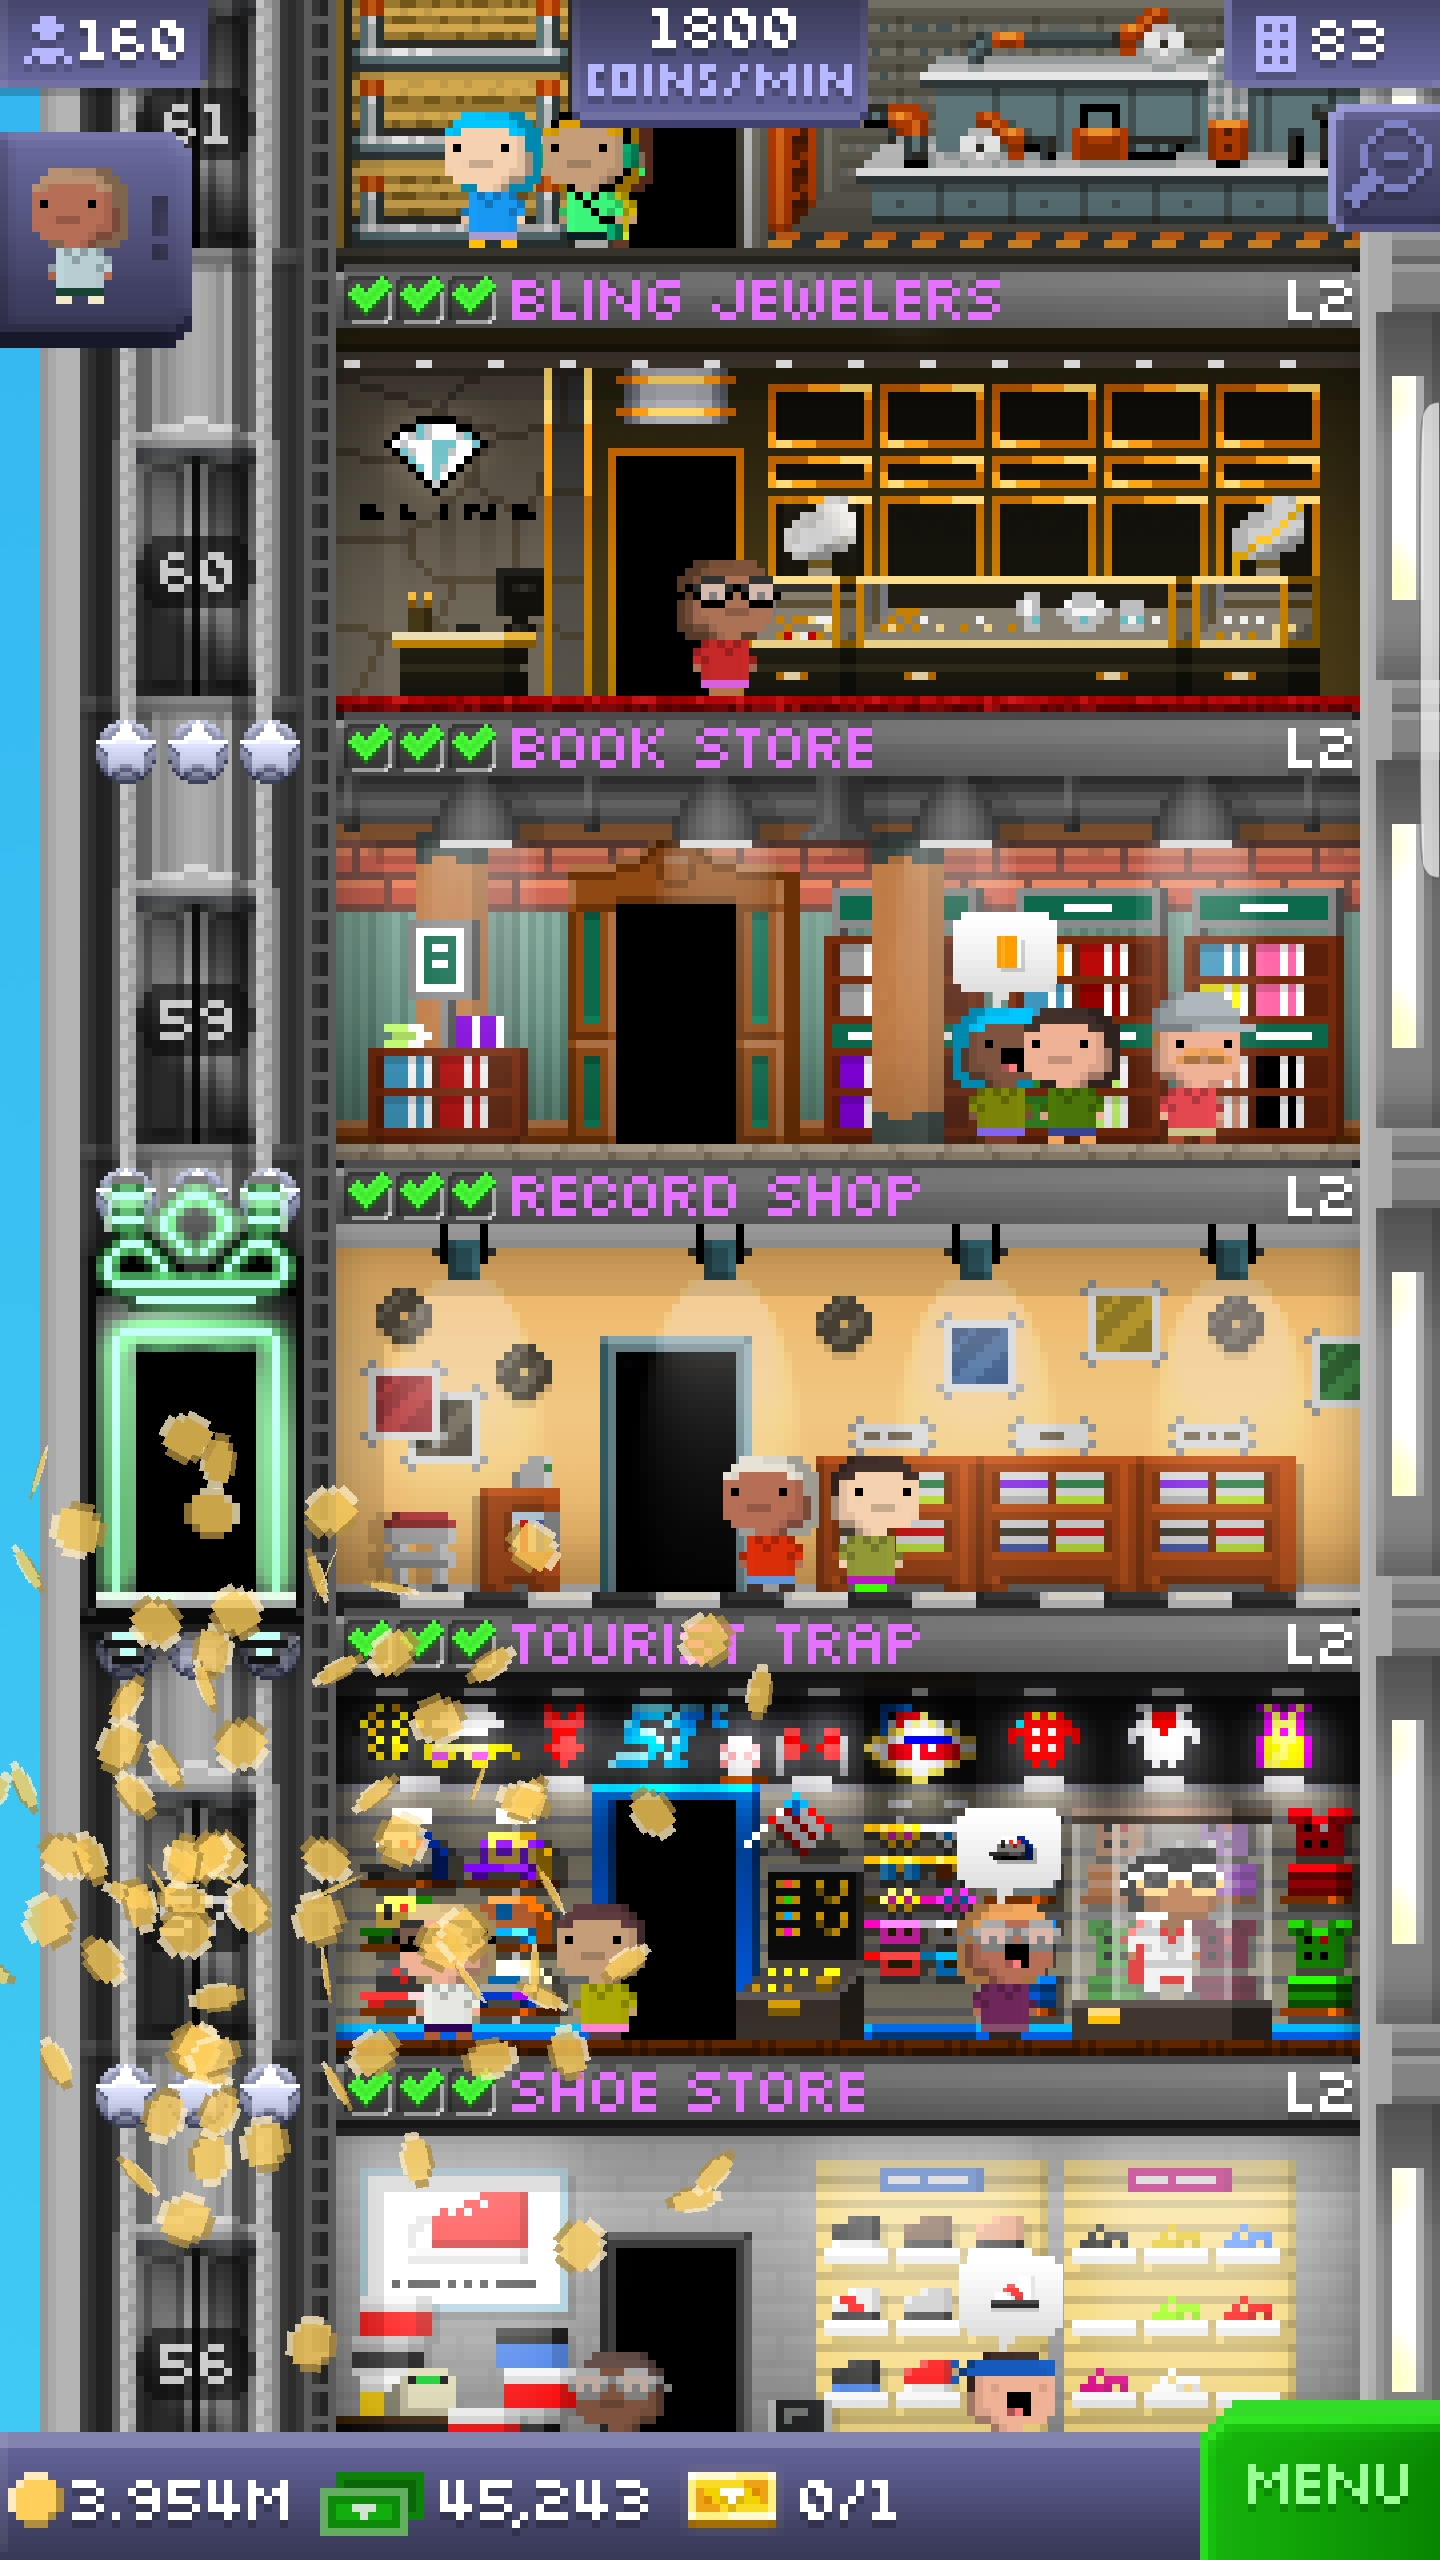 160
1800
COINS/MIN
83
61
BLING JEWELERS L2
BLING
60
BOOK STORE L2
59
RECORD SHOP L2
TOURIST TRAP L2
SHOE STORE L2
56
3.954M 45,243 0/1
MENU